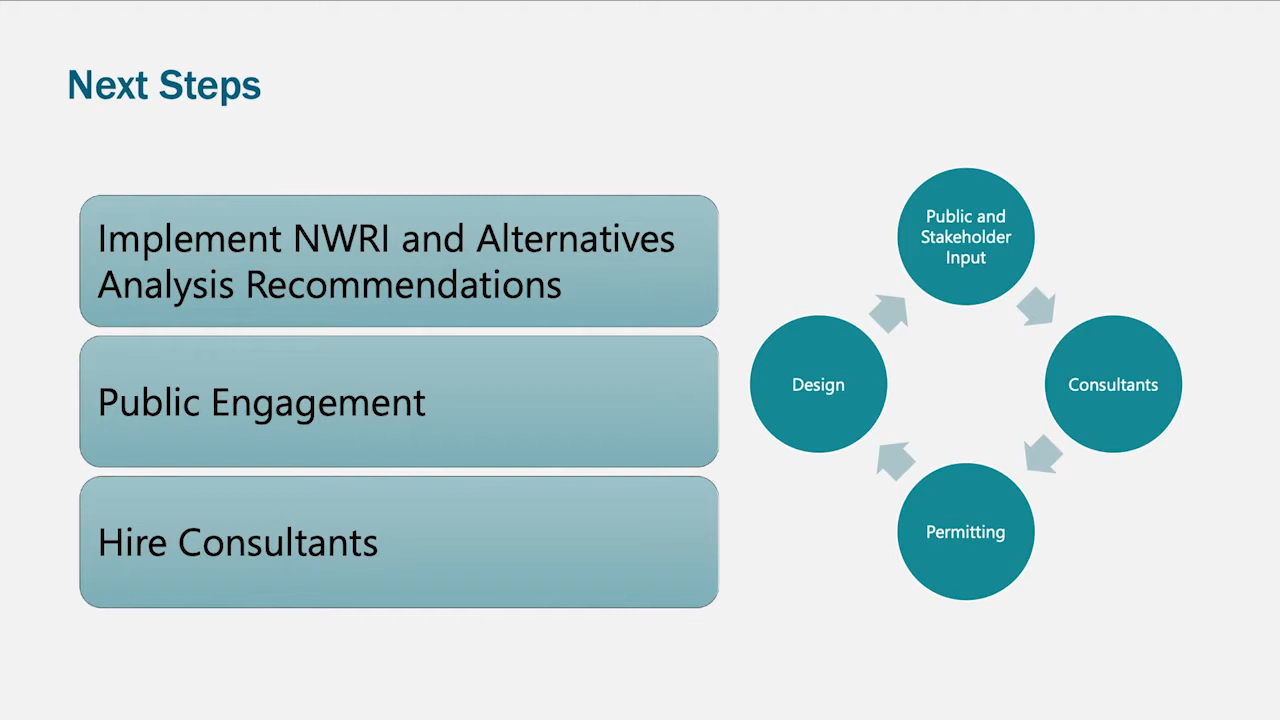 Next Steps
Implement NWRI and Alternatives
Analysis Recommendations
Public Engagement
Hire Consultants
Public and
Stakeholder
Input
Consultants
Permitting
Design